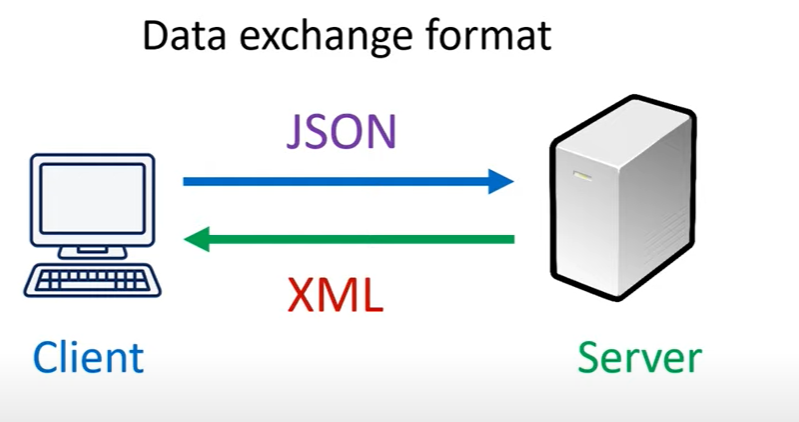 Data exchange format
JSON
XML
Client
Server